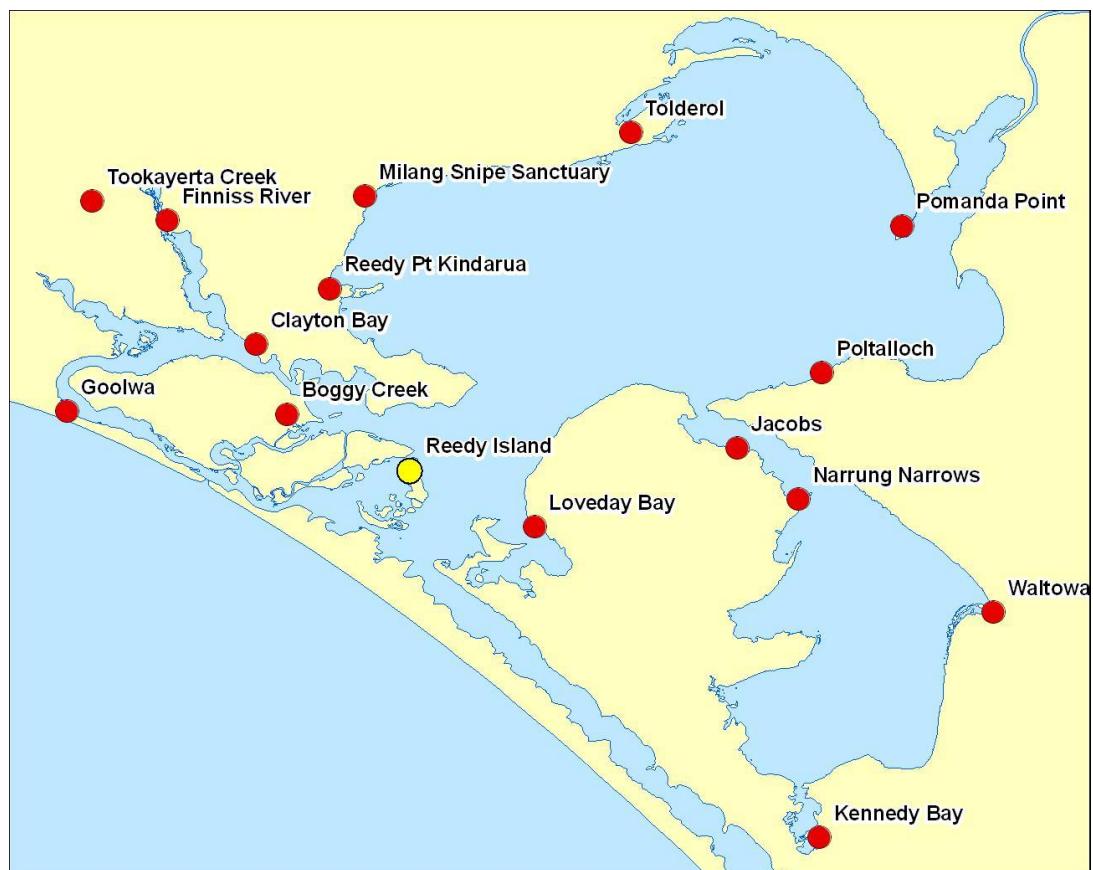 Tolderol
Tookayerta Creek
Milang Snipe Sanctuary
Finniss River
Pomanda Point
Reedy Pt Kindarua
Clayton Bay
Poltalloch
Goolwa
Boggy Creek
Jacobs
Reedy Island
Narrung Narrows
Loveday Bay
Waltowa
Kennedy Bay